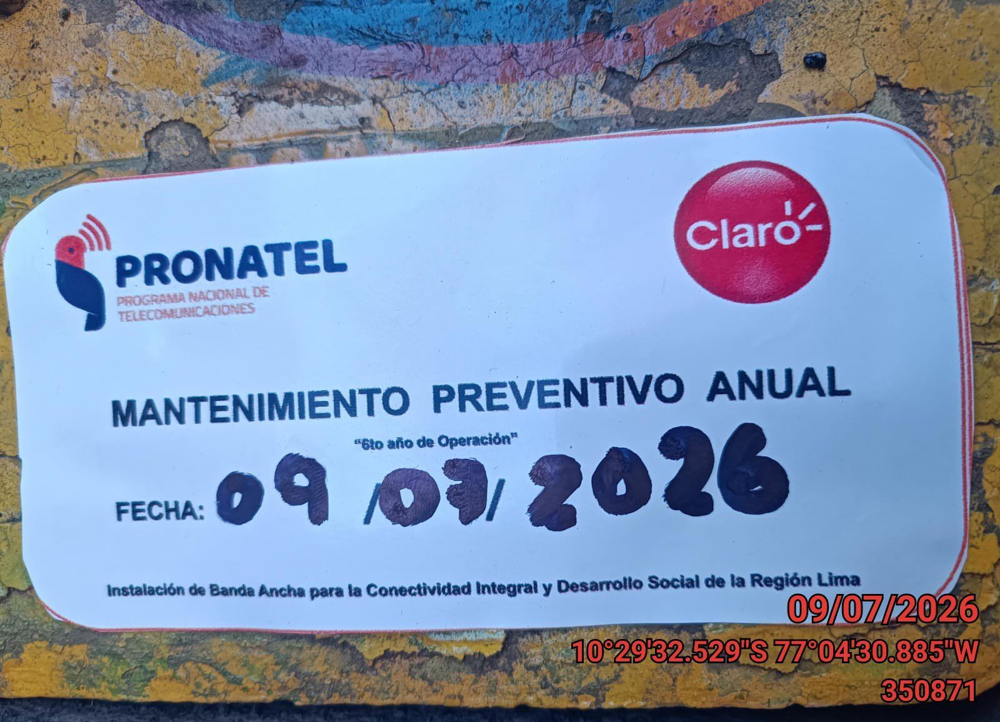 PRONATEL
PROGRAMA NACIONAL DE
TELECOMUNICACIONES
Claro
MANTENIMIENTO PREVENTIVO ANUAL
"6to año de Operación"
FECHA: 09/07/2026
Instalación de Banda Ancha para la Conectividad Integral y Desarrollo Social de la Región Lima
09/07/2026
10°29'32.529"S 77°04'30.885"W
350871